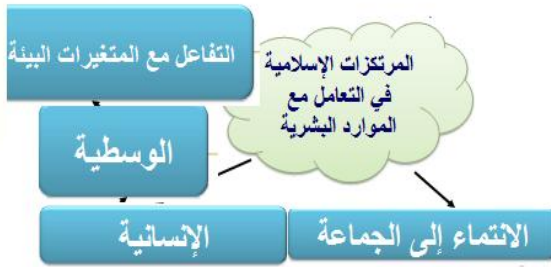 المرتكزات الإسلامية
في التعامل مع
الموارد البشرية
التفاعل مع المتغيرات البيئة
الوسطية
الإنسانية
الانتماء إلى الجماعة